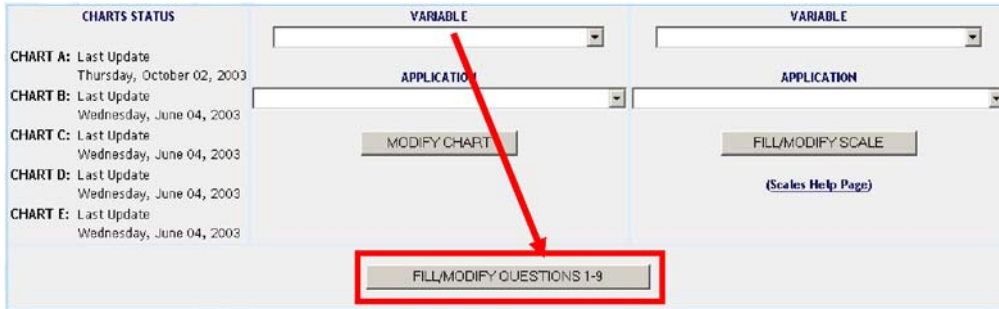 CHARTS STATUS
CHART A: Last Update
Thursday, October 02, 2003
CHART B: Last Update
Wednesday, June 04, 2003
CHART C: Last Update
Wednesday, June 04, 2003
CHART D: Last Update
Wednesday, June 04, 2003
CHART E: Last Update
Wednesday, June 04, 2003
VARIABLE
APPLICATION
MODIFY CHART
VARIABLE
APPLICATION
FILL/MODIFY SCALE
(Scales Help Page)
FILL/MODIFY QUESTIONS 1-9